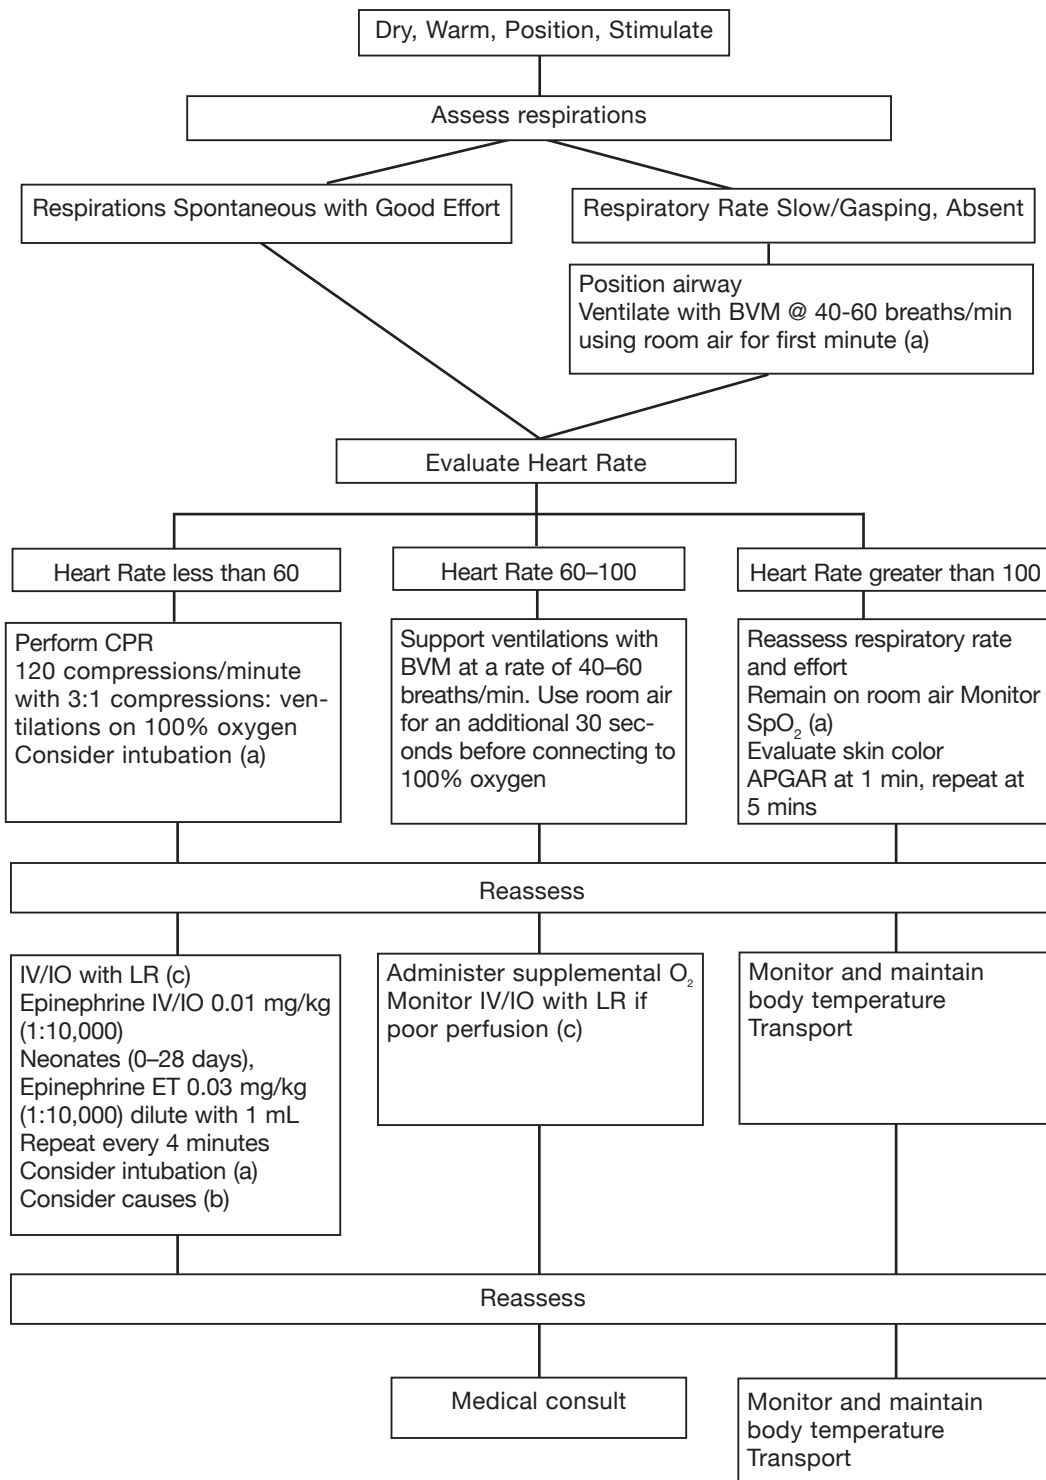 Dry, Warm, Position, Stimulate
Assess respirations
Respirations Spontaneous with Good Effort
Respiratory Rate Slow/Gasping, Absent
Position airway
Ventilate with BVM @ 40-60 breaths/min
using room air for first minute (a)
Evaluate Heart Rate
Heart Rate less than 60
Heart Rate 60–100
Heart Rate greater than 100
Perform CPR
120 compressions/minute
with 3:1 compressions: ven-
tilations on 100% oxygen
Consider intubation (a)
Support ventilations with
BVM at a rate of 40–60
breaths/min. Use room air
for an additional 30 sec-
onds before connecting to
100% oxygen
Reassess respiratory rate
and effort
Remain on room air Monitor
SpO₂ (a)
Evaluate skin color
APGAR at 1 min, repeat at
5 mins
Reassess
IV/IO with LR (c)
Epinephrine IV/IO 0.01 mg/kg
(1:10,000)
Neonates (0–28 days),
Epinephrine ET 0.03 mg/kg
(1:10,000) dilute with 1 mL
Repeat every 4 minutes
Consider intubation (a)
Consider causes (b)
Administer supplemental O₂
Monitor IV/IO with LR if
poor perfusion (c)
Monitor and maintain
body temperature
Transport
Reassess
Medical consult
Monitor and maintain
body temperature
Transport